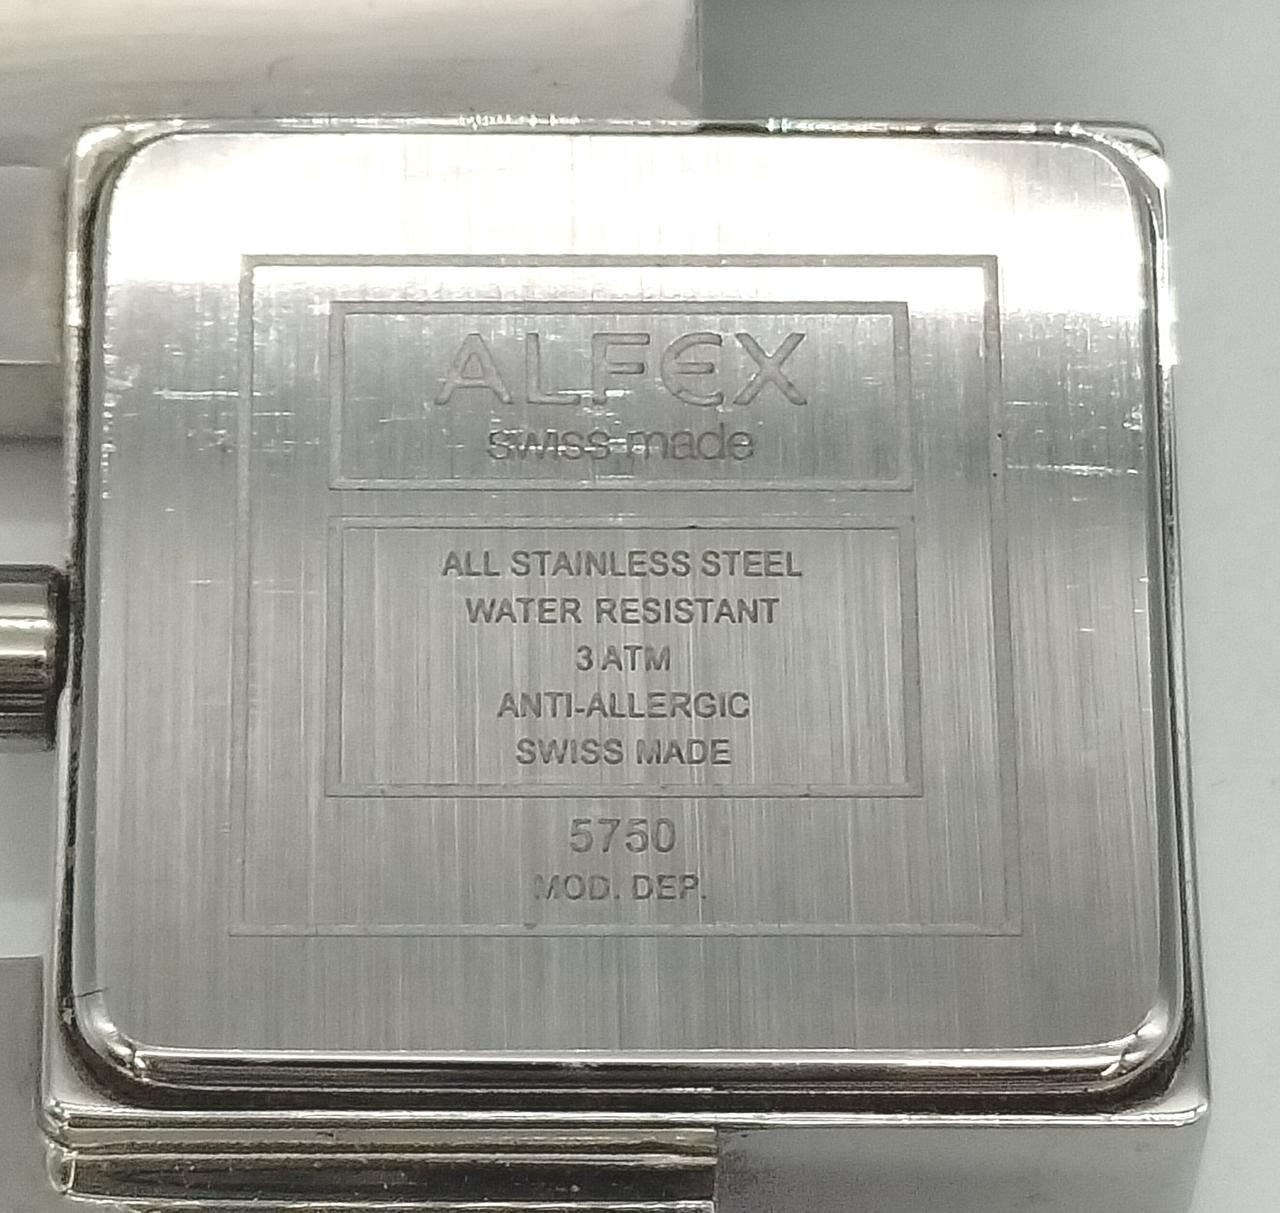 ALFEX
swiss made
ALL STAINLESS STEEL
WATER RESISTANT
3 ATM
ANTI-ALLERGIC
SWISS MADE
5750
MOD. DEP.